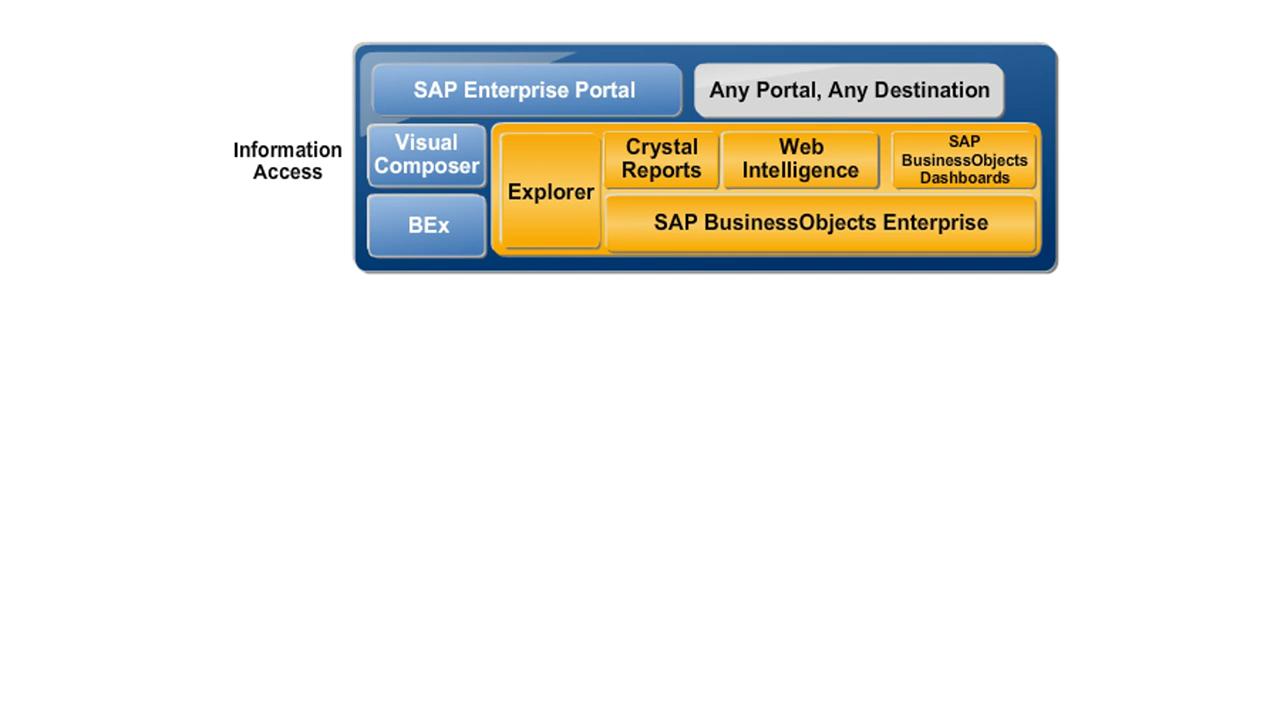 SAP Enterprise Portal
Any Portal, Any Destination
Information
Access
Visual
Composer
BEx
Explorer
Crystal
Reports
Web
Intelligence
SAP
BusinessObjects
Dashboards
SAP BusinessObjects Enterprise